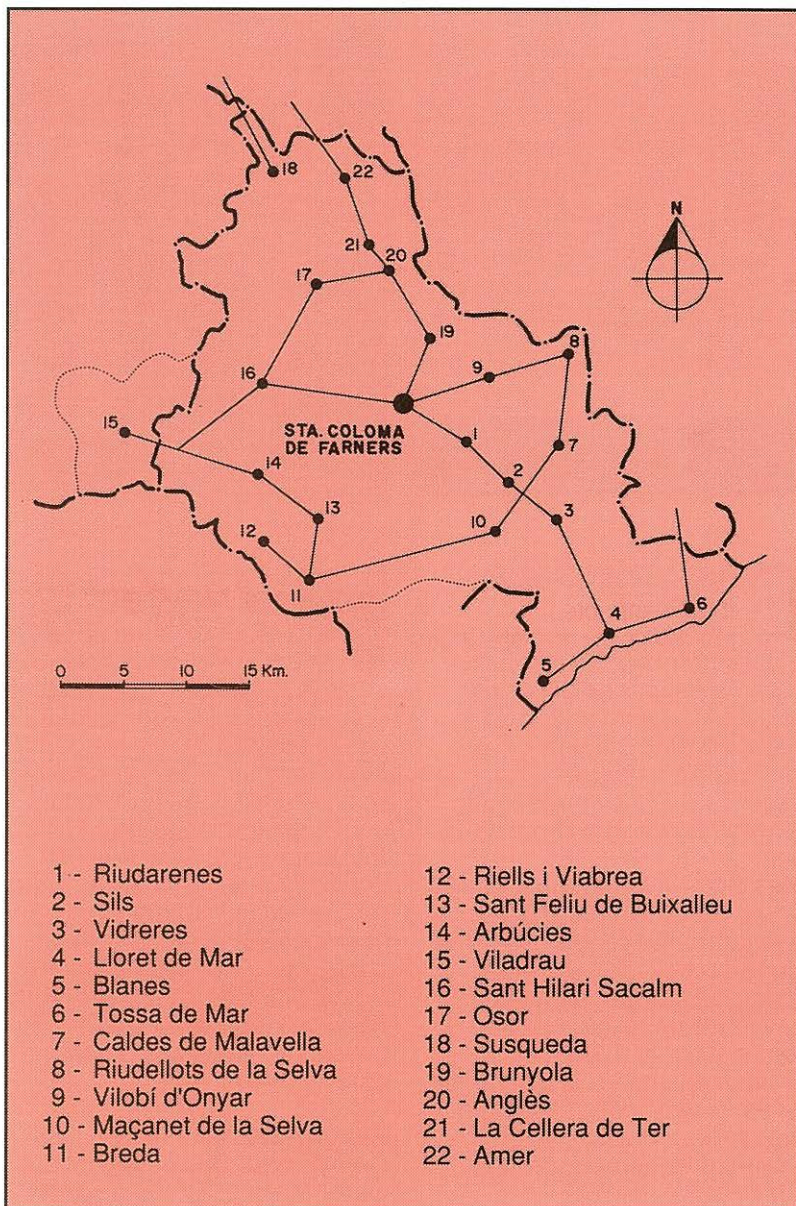 N
18
22
21
20
17
19
8
9
16
15
STA. COLOMA
DE FARNERS
1
7
14
2
13
3
12
10
11
6
4
5
0 5 10 15 Km.
1 - Riudarenes
2 - Sils
3 - Vidreres
4 - Lloret de Mar
5 - Blanes
6 - Tossa de Mar
7 - Caldes de Malavella
8 - Riudellots de la Selva
9 - Vilobí d'Onyar
10 - Maçanet de la Selva
11 - Breda
12 - Riells i Viabrea
13 - Sant Feliu de Buixalleu
14 - Arbúcies
15 - Viladrau
16 - Sant Hilari Sacalm
17 - Osor
18 - Susqueda
19 - Brunyola
20 - Anglès
21 - La Cellera de Ter
22 - Amer